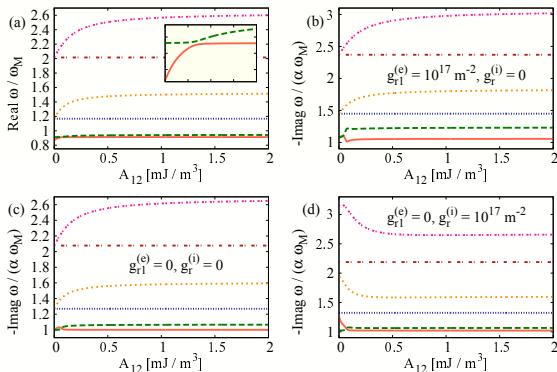 (a)
Real ω / ω_M
2.6
2.4
2.2
2
1.8
1.6
1.4
1.2
1
0.8
0 0.5 1 1.5 2
A_12 [mJ / m^3]
(b)
-Imag ω / (α ω_M)
3
2.5
2
1.5
1
g_r1^(e) = 10^17 m^-2, g_r^(i) = 0
0 0.5 1 1.5 2
A_12 [mJ / m^3]
(c)
-Imag ω / (α ω_M)
2.6
2.4
2.2
2
1.8
1.6
1.4
1.2
1
g_r1^(e) = 0, g_r^(i) = 0
0 0.5 1 1.5 2
A_12 [mJ / m^3]
(d)
-Imag ω / (α ω_M)
3
2.5
2
1.5
1
g_r1^(e) = 0, g_r^(i) = 10^17 m^-2
0 0.5 1 1.5 2
A_12 [mJ / m^3]